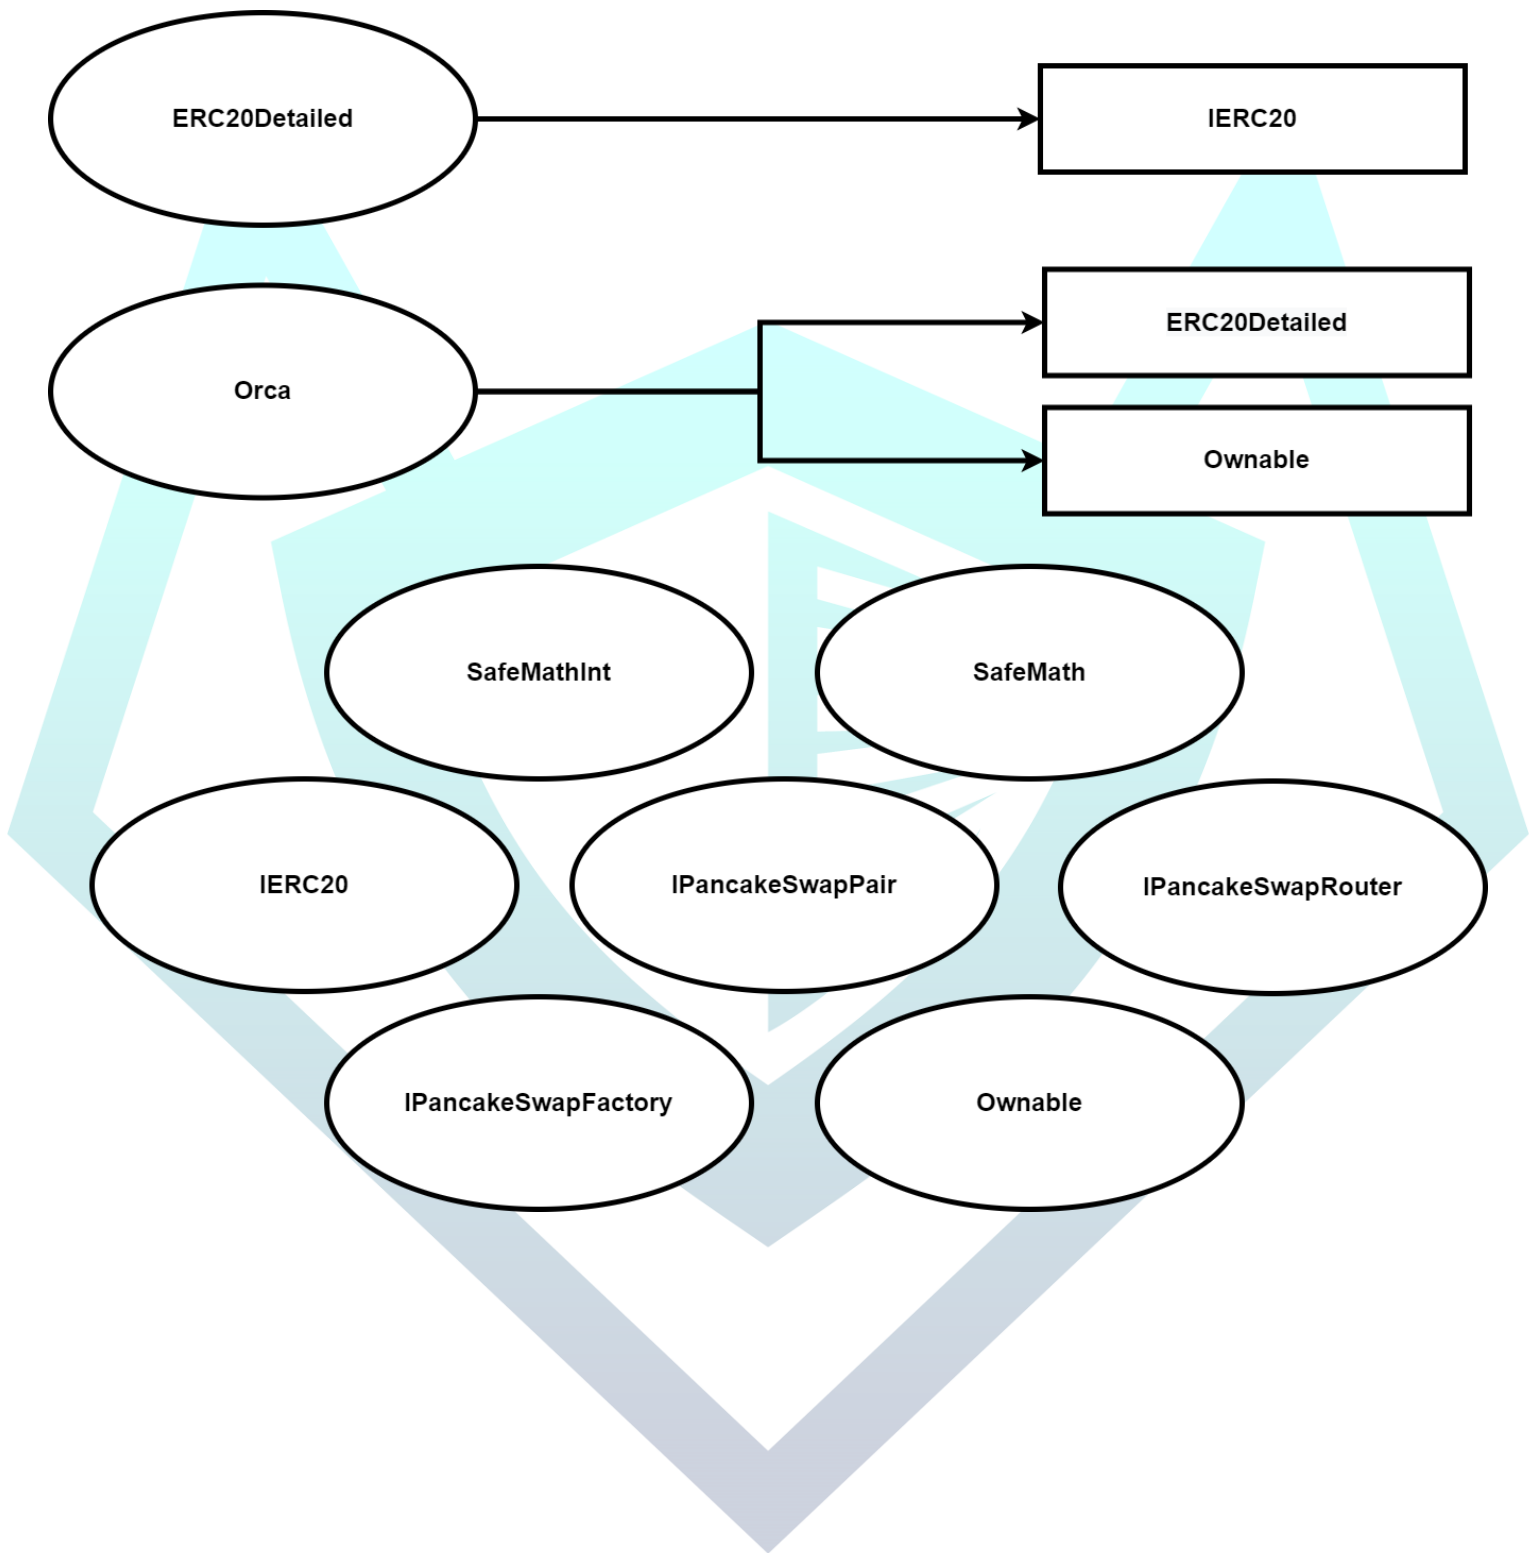 ERC20Detailed
IERC20
Orca
ERC20Detailed
Ownable
SafeMathInt
SafeMath
IERC20
IPancakeSwapPair
IPancakeSwapRouter
IPancakeSwapFactory
Ownable